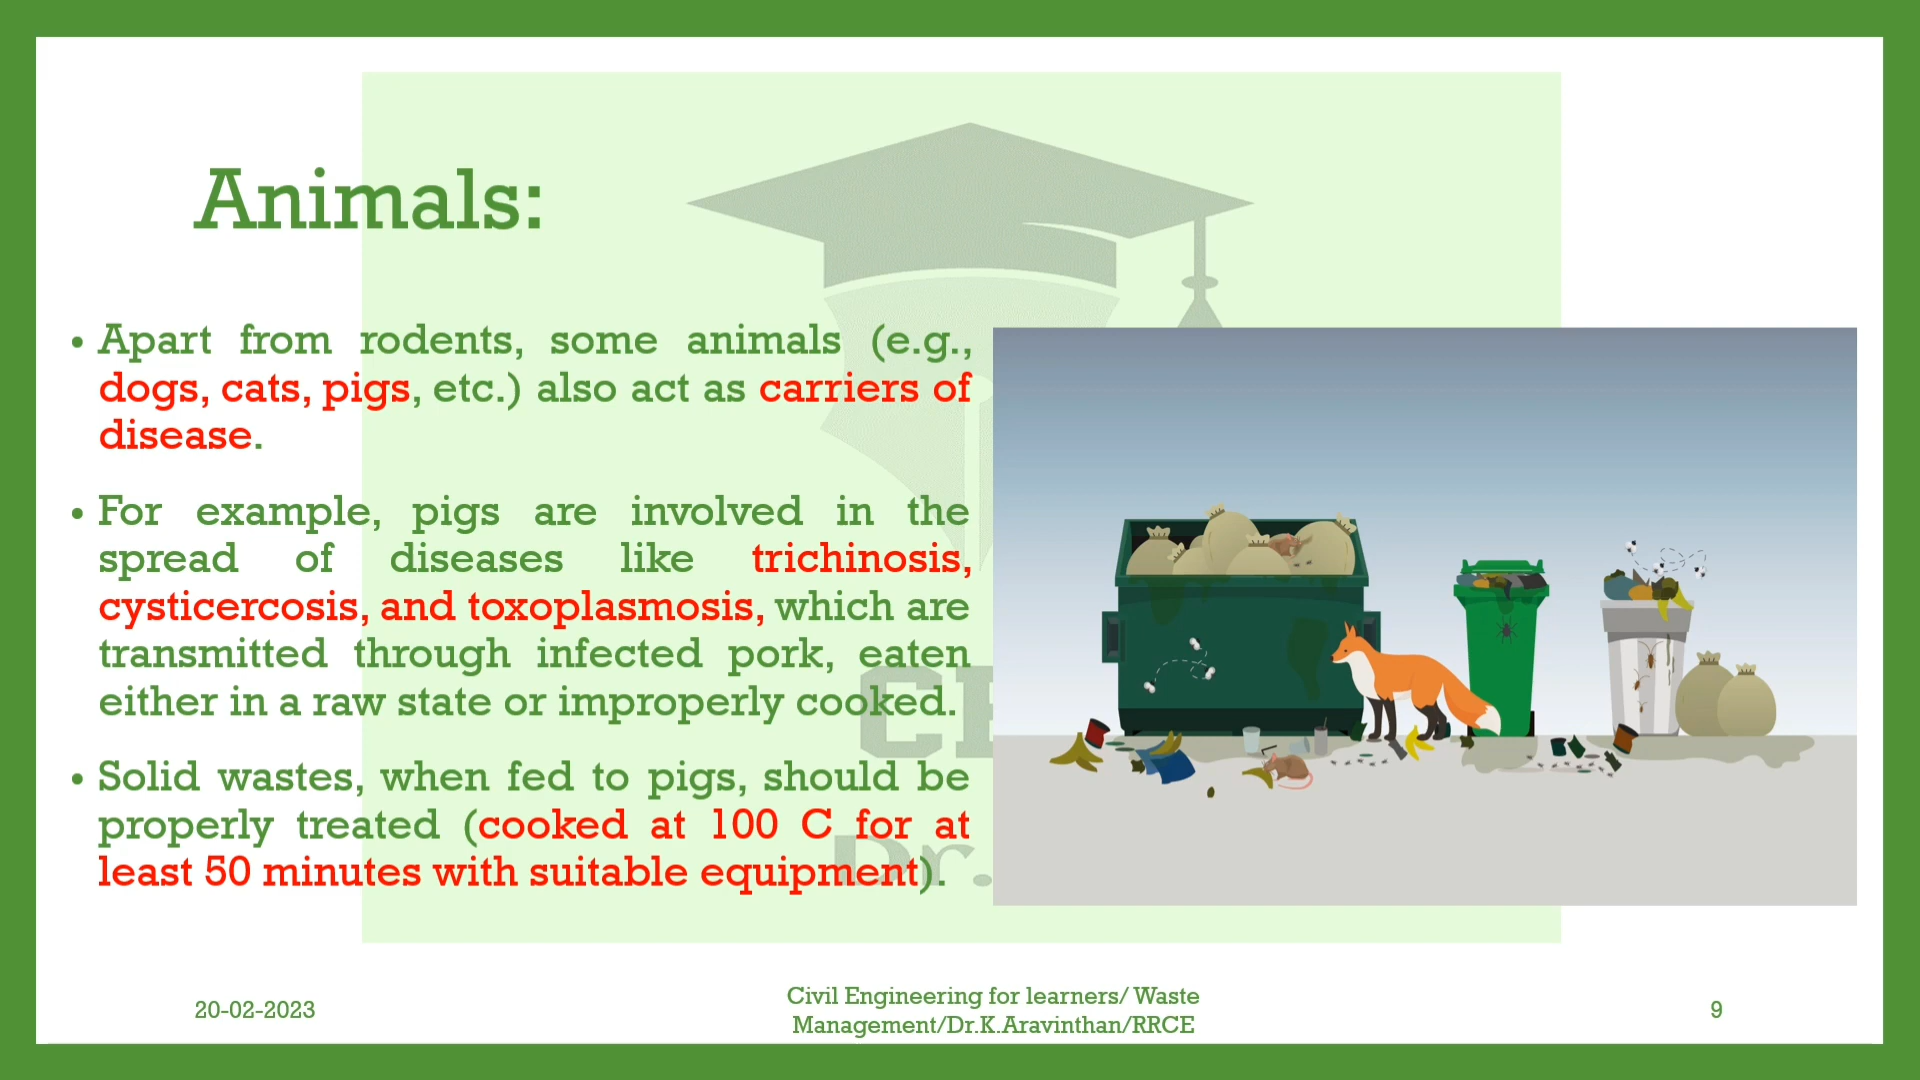 Animals:
• Apart from rodents, some animals (e.g.,
dogs, cats, pigs, etc.) also act as carriers of
disease.
• For example, pigs are involved in the
spread of diseases like trichinosis,
cysticercosis, and toxoplasmosis, which are
transmitted through infected pork, eaten
either in a raw state or improperly cooked.
• Solid wastes, when fed to pigs, should be
properly treated (cooked at 100 C for at
least 50 minutes with suitable equipment).
Dr.
20-02-2023
Civil Engineering for learners/ Waste
Management/Dr.K.Aravinthan/RRCE
9